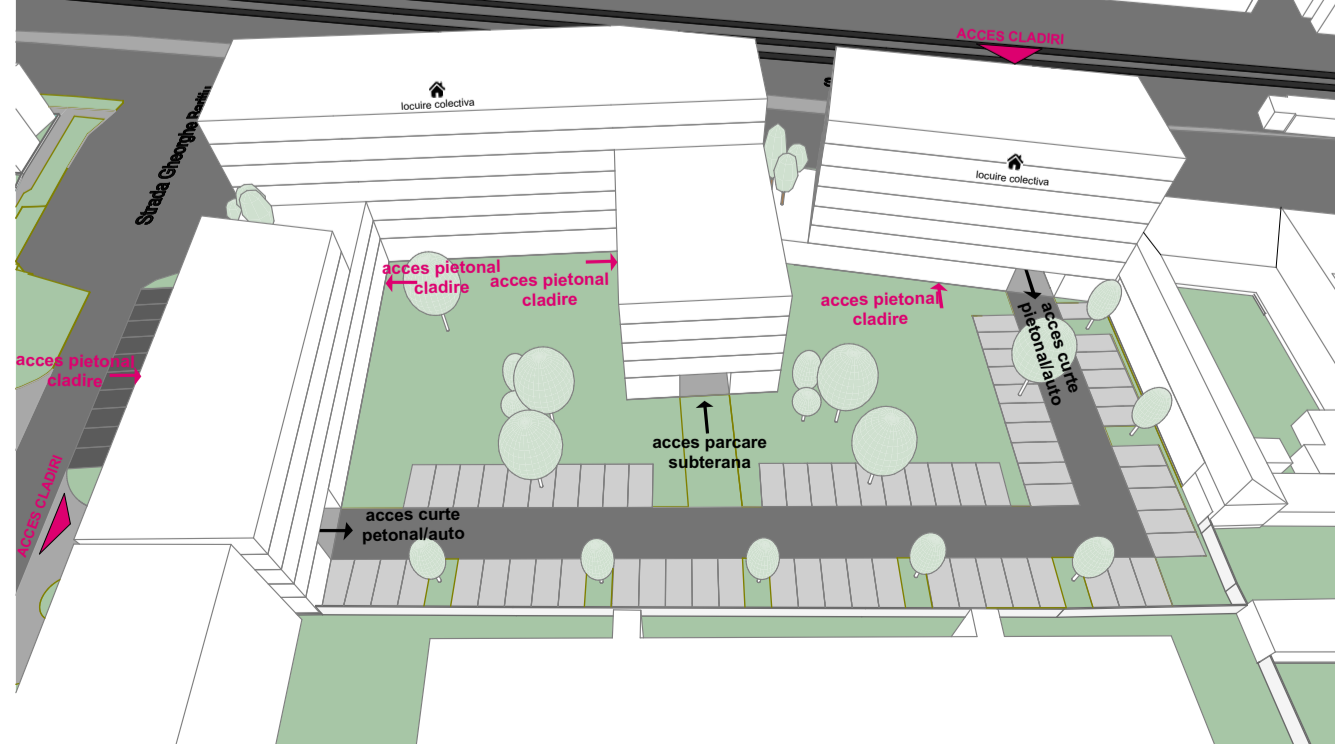 ACCES CLADIRI
locuire colectiva
locuire colectiva
Strada Gheorghe
acces pietonal
cladire
acces pietonal
cladire
acces pietonal
cladire
acces curte
pietonal/auto
acces pietonal
cladire
acces parcare
subterana
ACCES CLADIRI
acces curte
petonal/auto